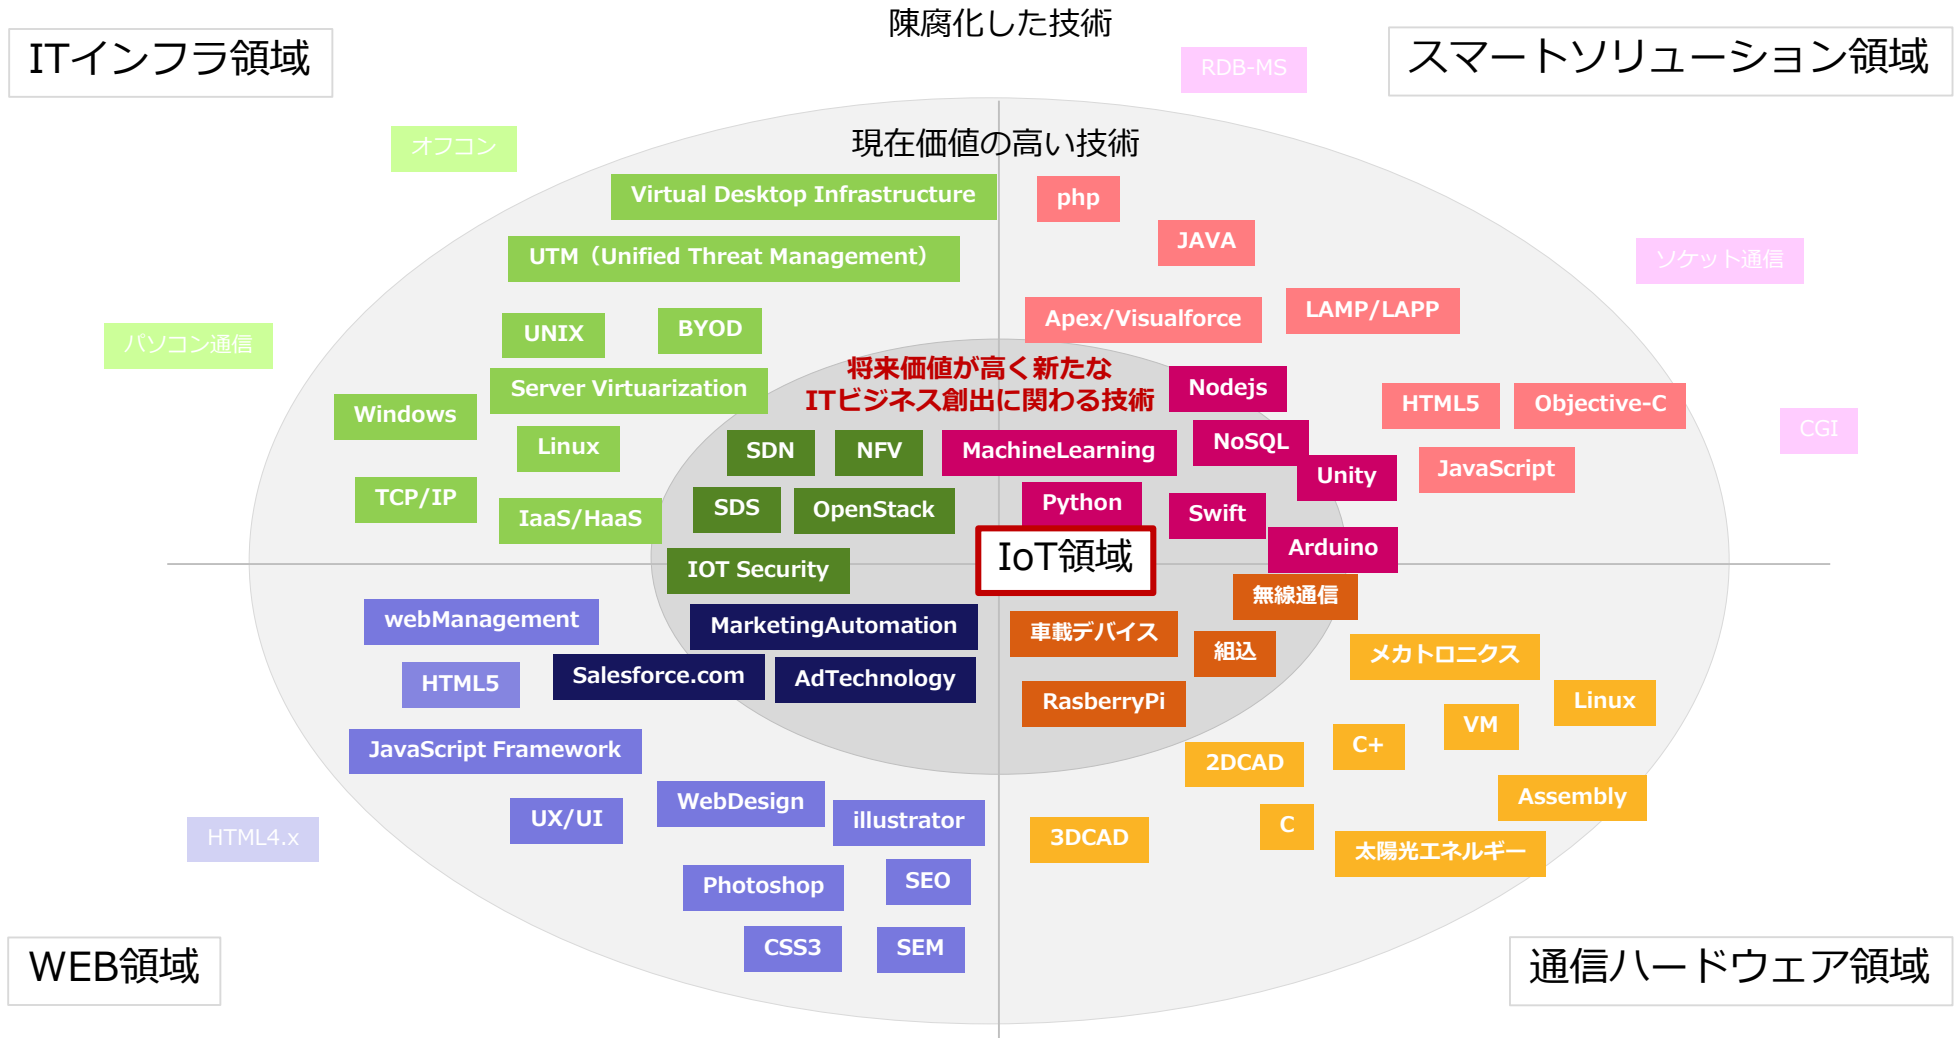 陳腐化した技術
ITインフラ領域
スマートソリューション領域
RDB-MS
オフコン
現在価値の高い技術
Virtual Desktop Infrastructure
php
UTM（Unified Threat Management）
JAVA
ソケット通信
Apex/Visualforce
LAMP/LAPP
UNIX
BYOD
パソコン通信
将来価値が高く新たな
ITビジネス創出に関わる技術
Server Virtuarization
Nodejs
Windows
HTML5
Objective-C
CGI
Linux
SDN
NFV
MachineLearning
NoSQL
Unity
JavaScript
TCP/IP
IaaS/HaaS
SDS
OpenStack
Python
Swift
IoT領域
Arduino
IOT Security
無線通信
webManagement
MarketingAutomation
車載デバイス
組込
メカトロニクス
HTML5
Salesforce.com
AdTechnology
RasberryPi
Linux
VM
JavaScript Framework
2DCAD
C+
WebDesign
Assembly
UX/UI
illustrator
3DCAD
C
太陽光エネルギー
HTML4.x
Photoshop
SEO
CSS3
SEM
WEB領域
通信ハードウェア領域